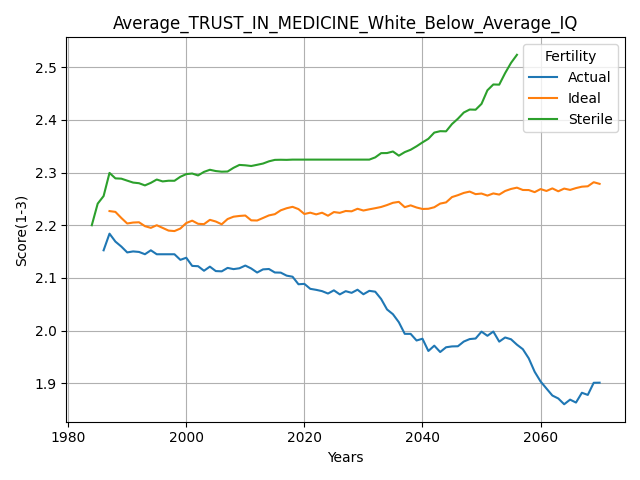 Average_TRUST_IN_MEDICINE_White_Below_Average_IQ
Fertility
Actual
Ideal
Sterile
Score(1-3)
2.5
2.4
2.3
2.2
2.1
2.0
1.9
1980
2000
2020
2040
2060
Years